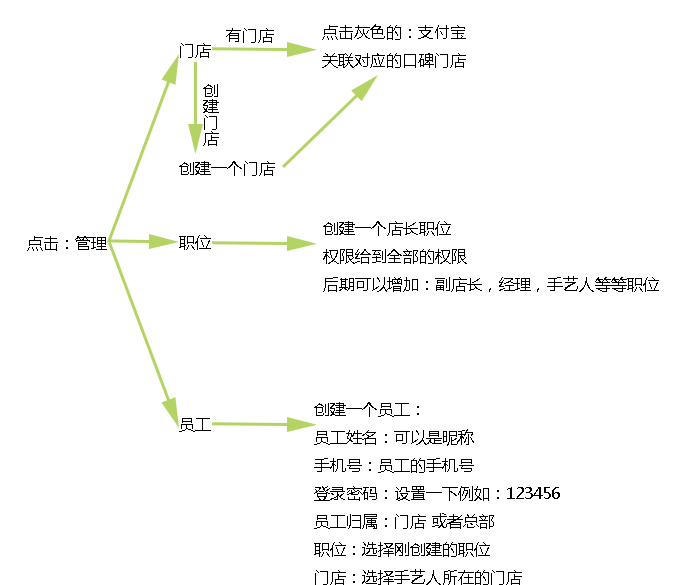 点击：管理
门店
有门店
点击灰色的：支付宝
关联对应的口碑门店
创建门店
创建一个门店
职位
创建一个店长职位
权限给到全部的权限
后期可以增加：副店长，经理，手艺人等等职位
员工
创建一个员工：
员工姓名：可以是昵称
手机号：员工的手机号
登录密码：设置一下例如：123456
员工归属：门店 或者总部
职位：选择刚创建的职位
门店：选择手艺人所在的门店